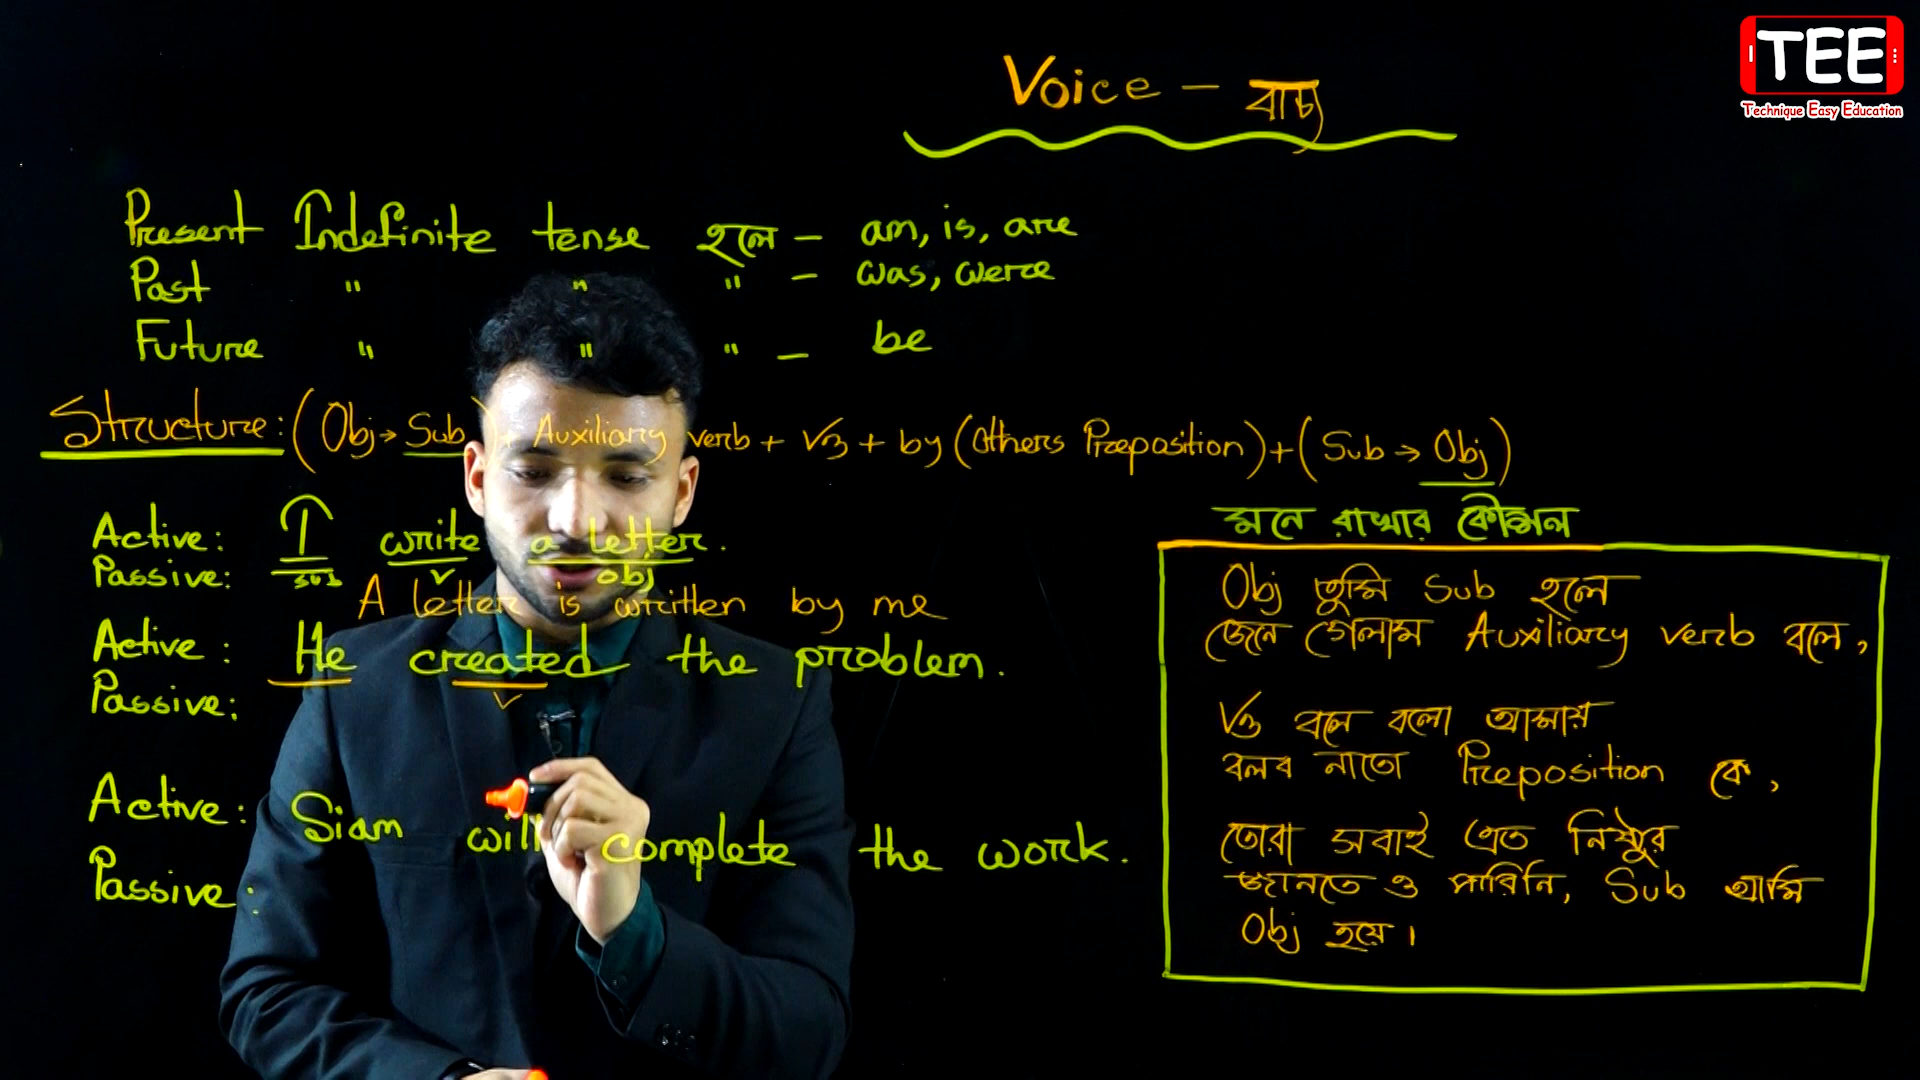 TEE
Technique Easy Education
Voice - বাচ্য
Present Indefinite tense হলে - am, is, are
Past " " " - was, were
Future " " " - be
Structure: (Obj → Sub) + Auxiliary verb + V3 + by (Others Preposition) + (Sub → Obj)
Active: I write a letter.
sub v obj
Passive: A letter is written by me
Active: He created the problem.
v
Passive:
Active: Siam will complete the work.
Passive:
মনে রাখার কৌশল
Obj তুমি Sub হলে
জেনে গেলাম Auxiliary verb বলে,
V3 বলে বলো আমায়
বলব নাতো Preposition কে,
তোরা সবাই এত নিষ্ঠুর
জানতে ও পারিনি, Sub আমি
Obj হয়ে।